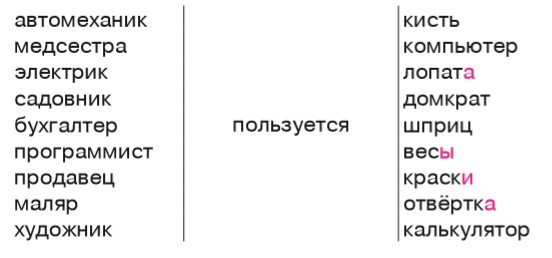 автомеханик
медсестра
электрик
садовник
бухгалтер
программист
продавец
маляр
художник
пользуется
кисть
компьютер
лопата
домкрат
шприц
весы
краски
отвёртка
калькулятор